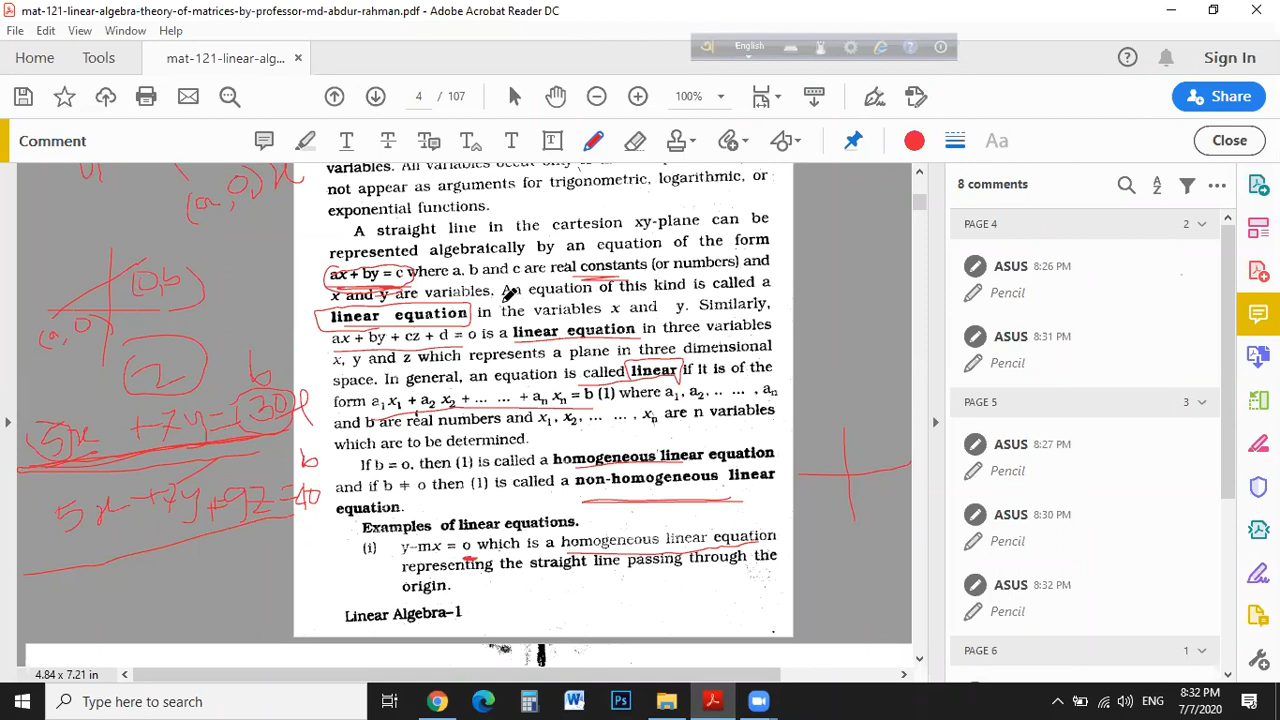 mat-121-linear-algebra-theory-of-matrices-by-professor-md-abdur-rahman.pdf - Adobe Acrobat Reader DC
File Edit View Window Help
English
Home Tools mat-121-linear-alg... Sign In
4 / 107 100% Share
Comment Close
8 comments
PAGE 4 2
ASUS 8:26 PM
Pencil
ASUS 8:31 PM
Pencil
PAGE 5 3
ASUS 8:27 PM
Pencil
ASUS 8:30 PM
Pencil
ASUS 8:32 PM
Pencil
PAGE 6 1
variables. All variables occur only
not appear as arguments for trigonometric, logarithmic, or
exponential functions.
A straight line in the cartesion xy-plane can be
represented algebraically by an equation of the form
ax + by = c where a, b and c are real constants (or numbers) and
x and y are variables. An equation of this kind is called a
linear equation in the variables x and y. Similarly,
ax + by + cz + d = o is a linear equation in three variables
x, y and z which represents a plane in three dimensional
space. In general, an equation is called linear if it is of the
form a₁ x₁ + a₂ x₂ + ... ... + aₙ xₙ = b (1) where a₁, a₂, .. ..., aₙ
and b are real numbers and x₁, x₂, ... ..., xₙ are n variables
which are to be determined.
If b = o, then (1) is called a homogeneous linear equation
and if b ≠ o then (1) is called a non-homogeneous linear
equation.
Examples of linear equations.
(i) y-mx = o which is a homogeneous linear equation
representing the straight line passing through the
origin.
Linear Algebra-1
(a, 0) x
(0, b)
(a, 0)
2
b
5x + 7y = 30
b
5x + 7y + 9z = 40
4.84 x 7.21 in
Type here to search
ENG
8:32 PM
7/7/2020